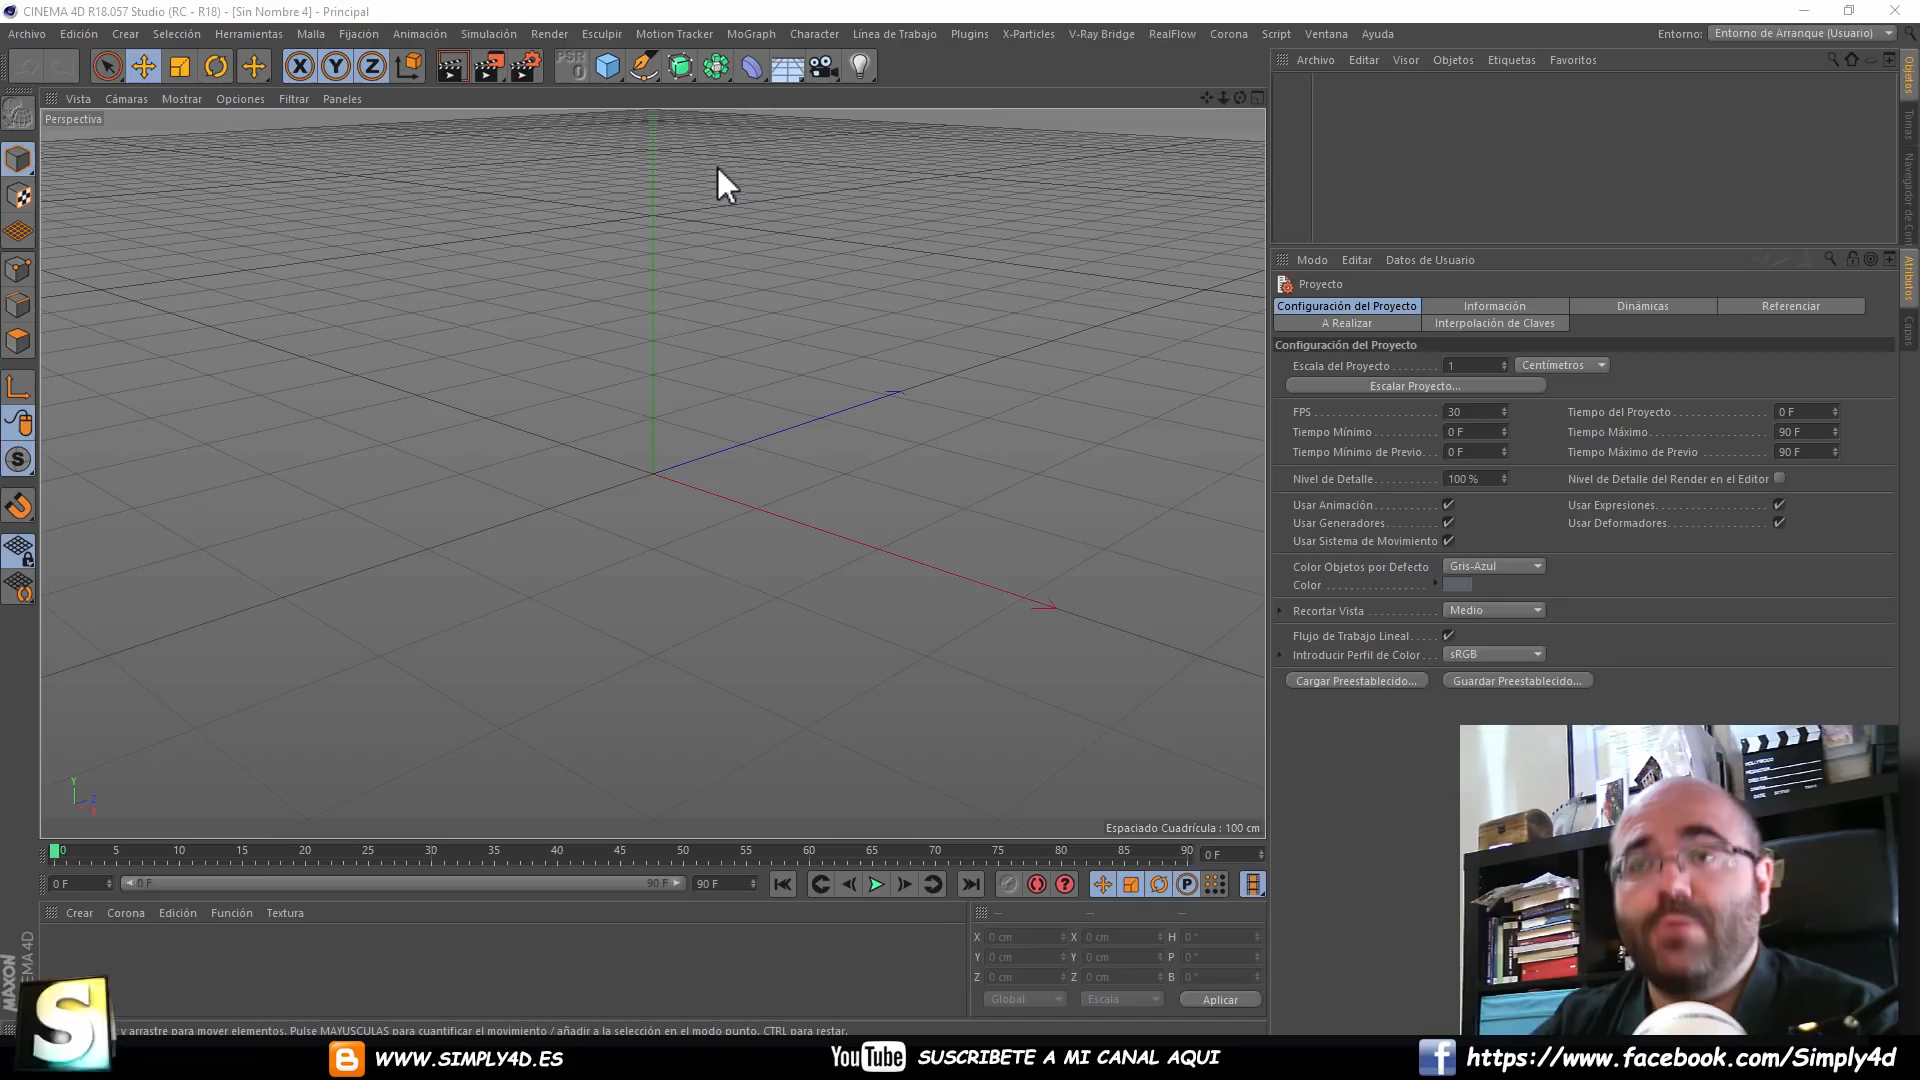 CINEMA 4D R18.057 Studio (RC - R18) - [Sin Nombre 4] - Principal
Archivo Edición Crear Selección Herramientas Malla Fijación Animación Simulación Render Esculpir Motion Tracker MoGraph Character Línea de Trabajo Plugins X-Particles V-Ray Bridge RealFlow Corona Script Ventana Ayuda Entorno: Entorno de Arranque (Usuario)
X Y Z PSR 0
Archivo Editar Visor Objetos Etiquetas Favoritos
Objetos
Tomas
Vista Cámaras Mostrar Opciones Filtrar Paneles
Perspectiva
Modo Editar Datos de Usuario
Atributos
Capas
Proyecto
Configuración del Proyecto Información Dinámicas Referenciar
A Realizar Interpolación de Claves
Configuración del Proyecto
Escala del Proyecto . . . . . . . 1 Centímetros
Escalar Proyecto...
FPS 30 Tiempo del Proyecto 0 F
Tiempo Mínimo 0 F Tiempo Máximo 90 F
Tiempo Mínimo de Previo 0 F Tiempo Máximo de Previo 90 F
Nivel de Detalle 100 % Nivel de Detalle del Render en el Editor
Usar Animación Usar Expresiones
Usar Generadores Usar Deformadores
Usar Sistema de Movimiento
Color Objetos por Defecto Gris-Azul
Color
Recortar Vista Medio
Flujo de Trabajo Lineal
Introducir Perfil de Color sRGB
Cargar Preestablecido... Guardar Preestablecido...
Y Z X
Espaciado Cuadrícula : 100 cm
0 5 10 15 20 25 30 35 40 45 50 55 60 65 70 75 80 85 90 0 F
0 F 0 F 90 F 90 F
Crear Corona Edición Función Textura
X 0 cm X 0 cm H 0 °
Y 0 cm Y 0 cm P 0 °
Z 0 cm Z 0 cm B 0 °
Global Escala Aplicar
MAXON
y arrastre para mover elementos. Pulse MAYUSCULAS para cuantificar el movimiento / añadir a la selección en el modo punto, CTRL para restar.
HOLLYWOOD
S
WWW.SIMPLY4D.ES
YouTube SUSCRIBETE A MI CANAL AQUI
https://www.facebook.com/Simply4d